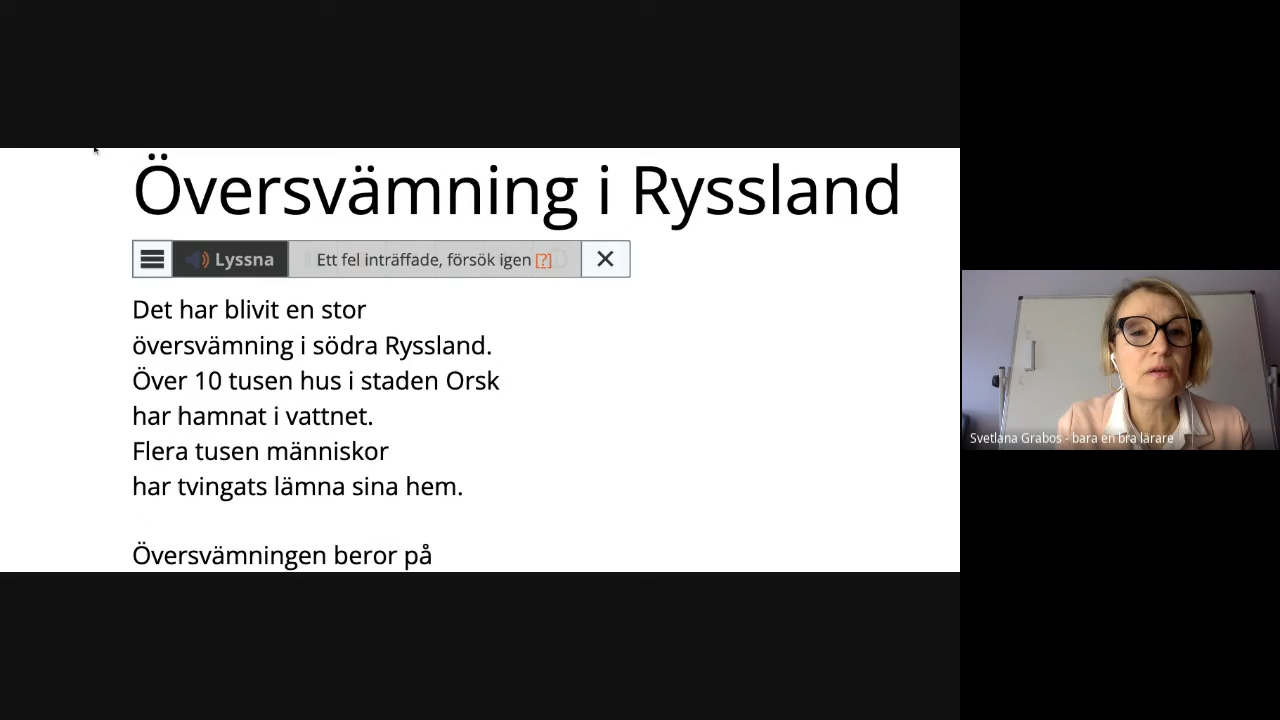 Översvämning i Ryssland
Lyssna
Ett fel inträffade, försök igen [?]
Det har blivit en stor
översvämning i södra Ryssland.
Över 10 tusen hus i staden Orsk
har hamnat i vattnet.
Flera tusen människor
har tvingats lämna sina hem.
Översvämningen beror på
Svetlana Grabos - bara en bra lärare